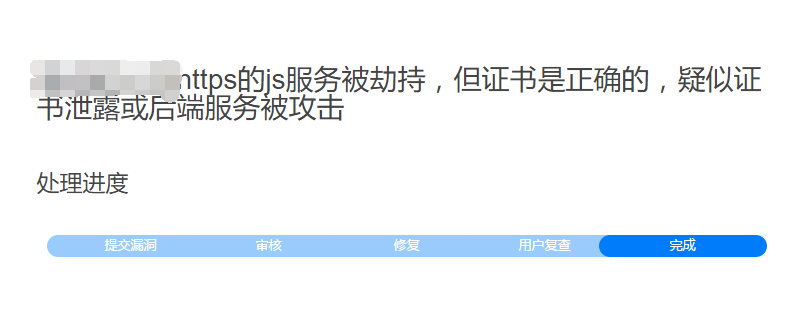 https的js服务被劫持，但证书是正确的，疑似证
书泄露或后端服务被攻击
处理进度
提交漏洞 审核 修复 用户复查 完成